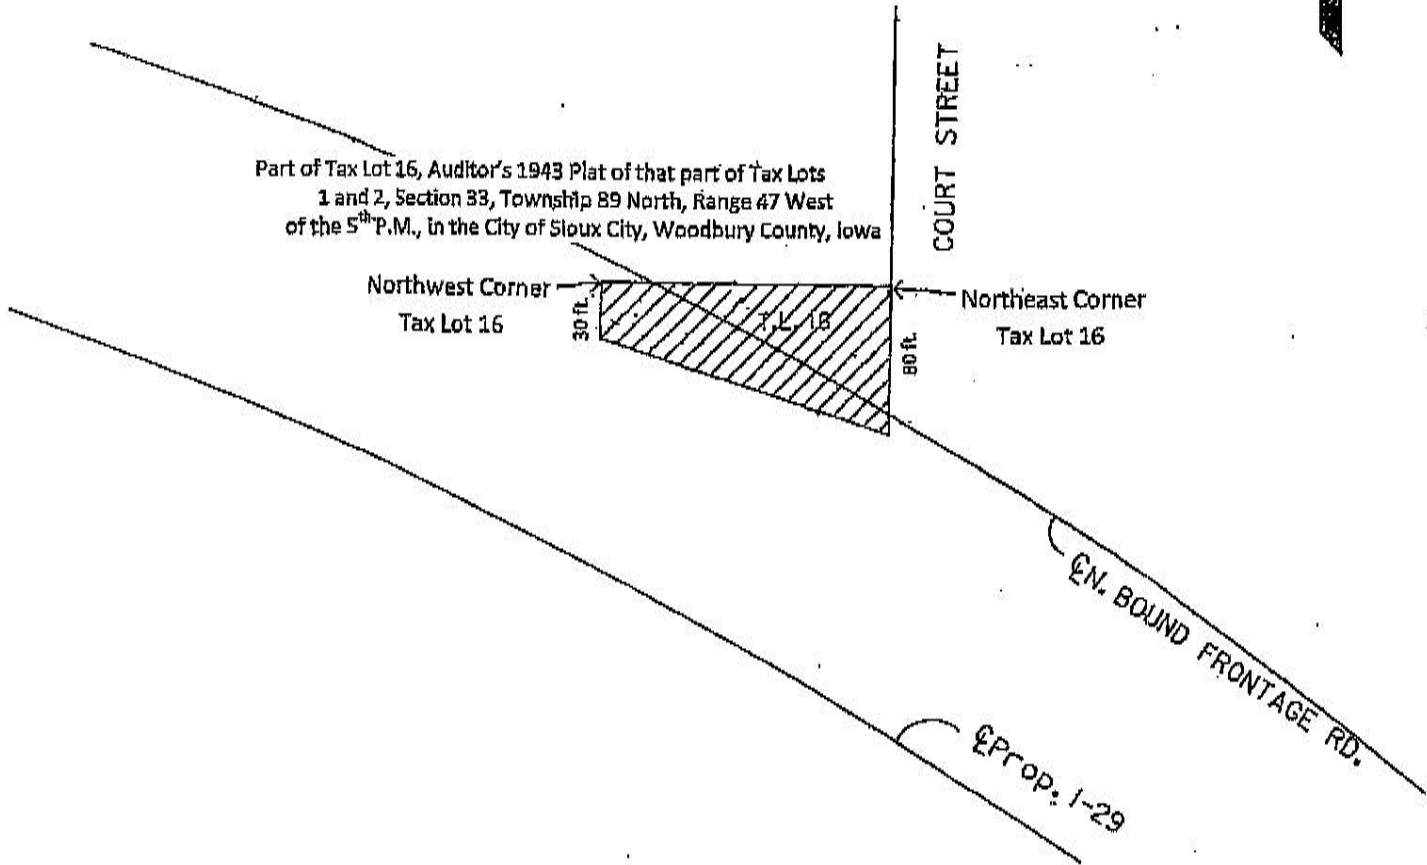 COURT STREET
Part of Tax Lot 16, Auditor's 1943 Plat of that part of Tax Lots
1 and 2, Section 33, Township 89 North, Range 47 West
of the 5th P.M., in the City of Sioux City, Woodbury County, Iowa
Northwest Corner
Tax Lot 16
30 ft.
T.L.
80 ft.
Northeast Corner
Tax Lot 16
℄ N. BOUND FRONTAGE RD.
℄ Prop. I-29